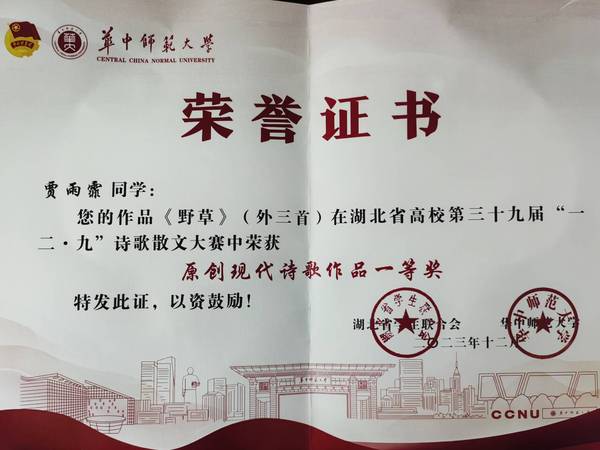 華中師範大學
CENTRAL CHINA NORMAL UNIVERSITY
荣誉证书
贾雨霏 同学：
您的作品《野草》（外三首）在湖北省高校第三十九届“一
二·九”诗歌散文大赛中荣获
原创现代诗歌作品一等奖
特发此证，以资鼓励！
湖北省学生联合会 华中师范大学
二〇二三年十二月
CCNU